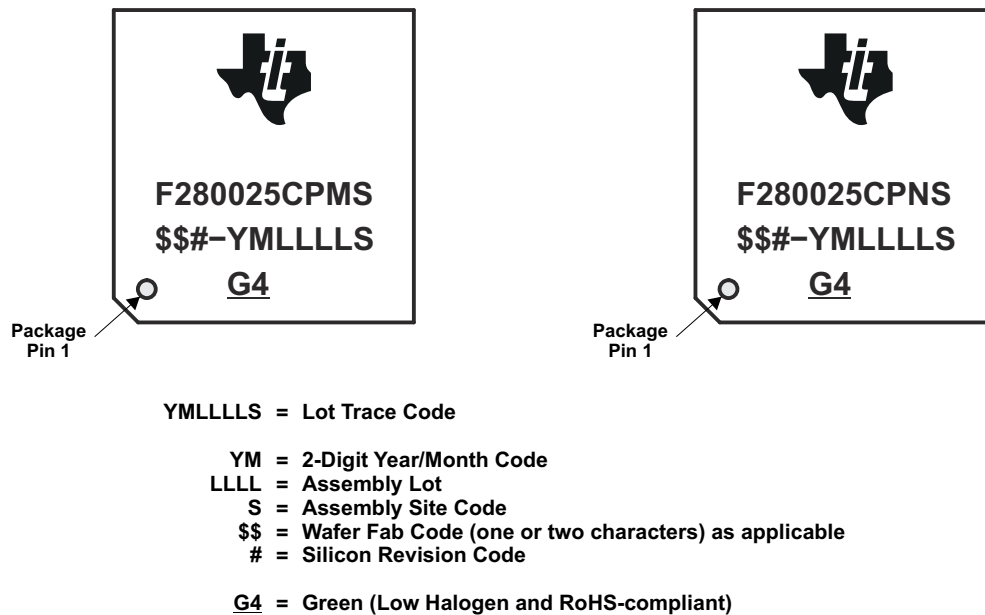 F280025CPMS
$$#−YMLLLLS
G4
Package
Pin 1
F280025CPNS
$$#−YMLLLLS
G4
Package
Pin 1
YMLLLLS = Lot Trace Code
YM = 2-Digit Year/Month Code
LLLL = Assembly Lot
S = Assembly Site Code
$$ = Wafer Fab Code (one or two characters) as applicable
# = Silicon Revision Code
G4 = Green (Low Halogen and RoHS-compliant)